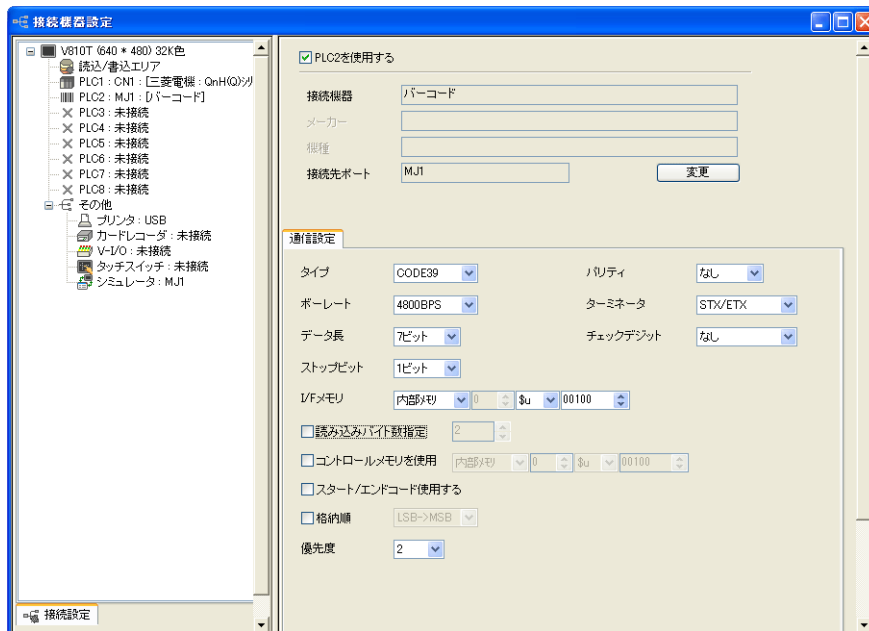 接続機器設定
V810T (640 * 480) 32K色
読込/書込エリア
PLC1 : CN1 : [三菱電機 : QnH(Q)シリ
PLC2 : MJ1 : [バーコード]
PLC3 : 未接続
PLC4 : 未接続
PLC5 : 未接続
PLC6 : 未接続
PLC7 : 未接続
PLC8 : 未接続
その他
プリンタ : USB
カードレコーダ : 未接続
V-I/O : 未接続
タッチスイッチ : 未接続
シミュレータ : MJ1
接続設定
PLC2を使用する
接続機器 バーコード
メーカー
機種
接続先ポート MJ1 変更
通信設定
タイプ CODE39 パリティ なし
ボーレート 4800BPS ターミネータ STX/ETX
データ長 7ビット チェックデジット なし
ストップビット 1ビット
I/Fメモリ 内部メモリ 0 $u 00100
読み込みバイト数指定 2
コントロールメモリを使用 内部メモリ 0 $u 00100
スタート/エンドコード使用する
格納順 LSB->MSB
優先度 2